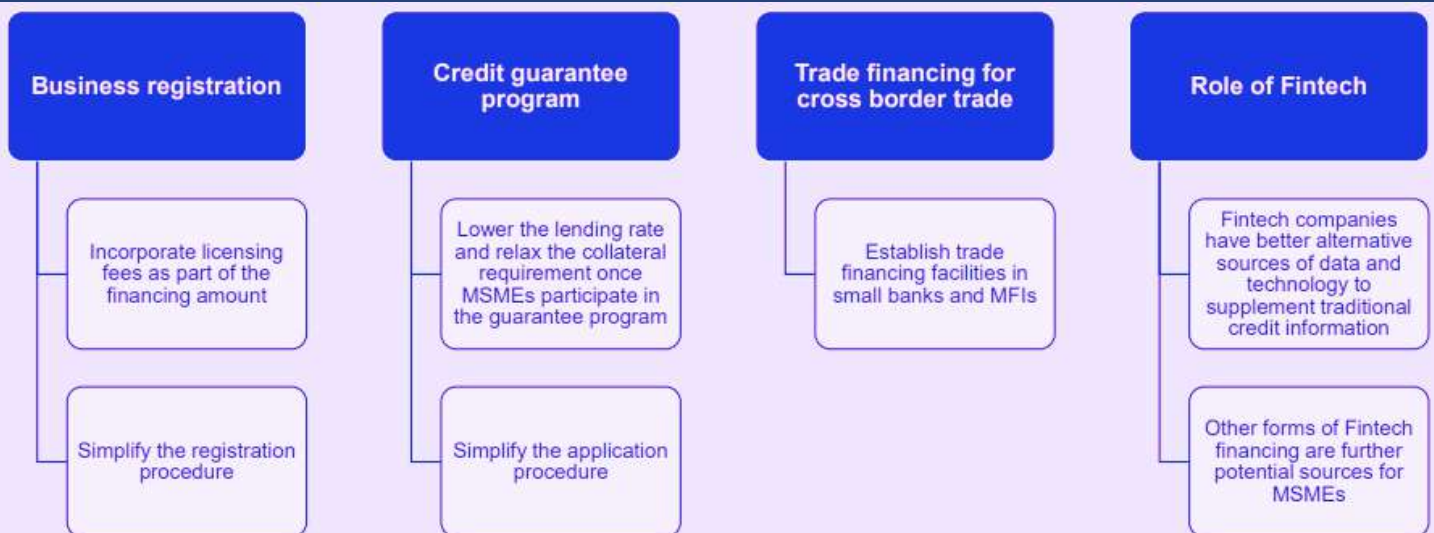 Business registration
Incorporate licensing
fees as part of the
financing amount
Simplify the registration
procedure
Credit guarantee
program
Lower the lending rate
and relax the collateral
requirement once
MSMEs participate in
the guarantee program
Simplify the application
procedure
Trade financing for
cross border trade
Establish trade
financing facilities in
small banks and MFIs
Role of Fintech
Fintech companies
have better alternative
sources of data and
technology to
supplement traditional
credit information
Other forms of Fintech
financing are further
potential sources for
MSMEs